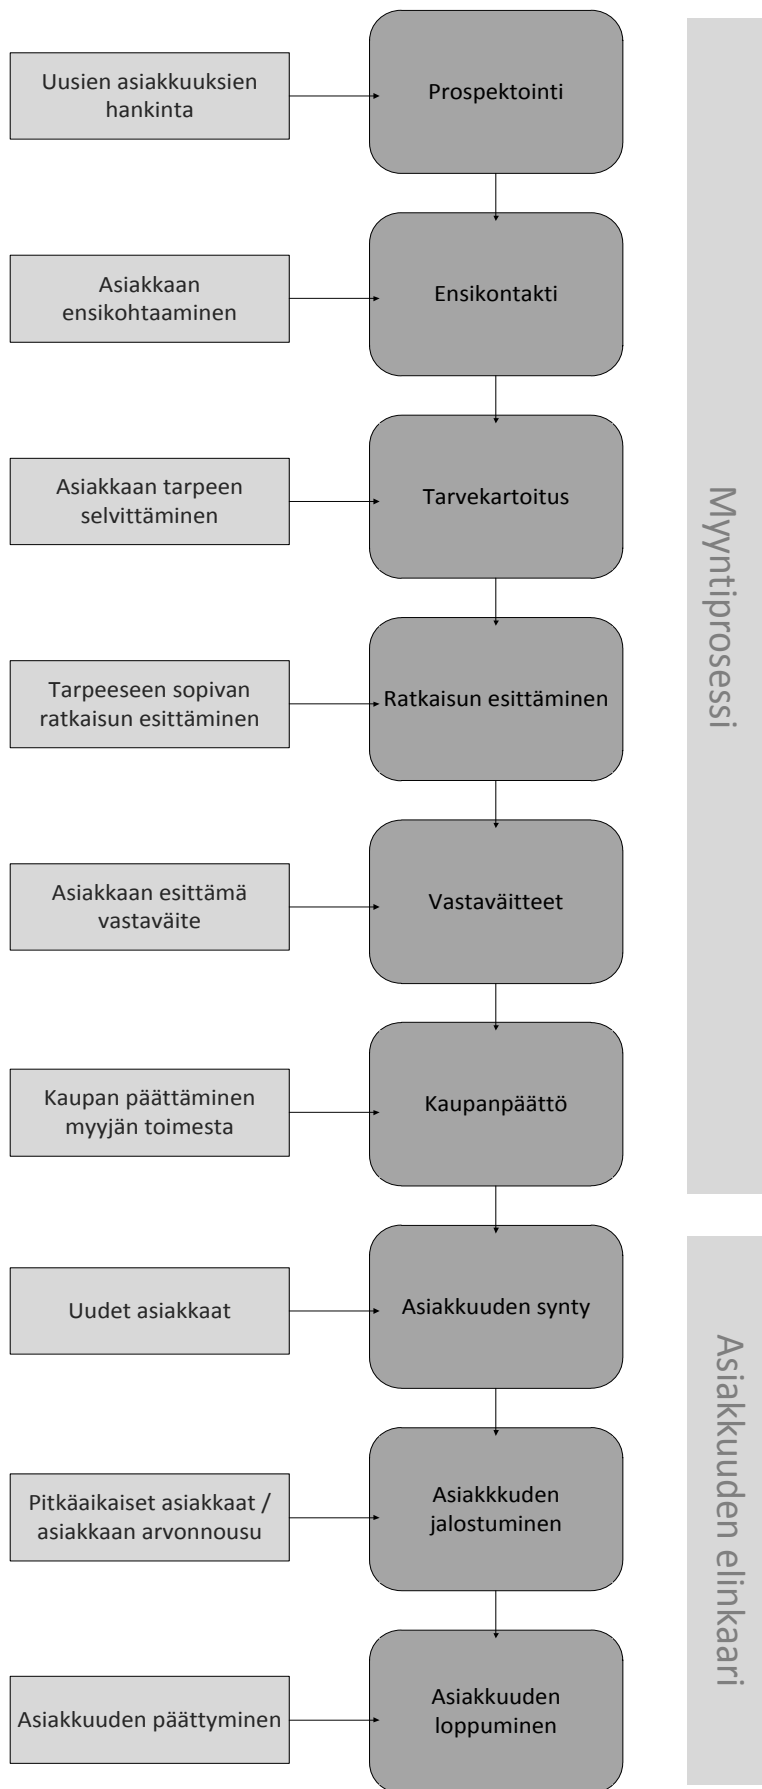 Uusien asiakkuuksien
hankinta
Prospektointi
Asiakkaan
ensikohtaaminen
Ensikontakti
Asiakkaan tarpeen
selvittäminen
Tarvekartoitus
Tarpeeseen sopivan
ratkaisun esittäminen
Ratkaisun esittäminen
Asiakkaan esittämä
vastaväite
Vastaväitteet
Kaupan päättäminen
myyjän toimesta
Kaupanpäättö
Myyntiprosessi
Uudet asiakkaat
Asiakkuuden synty
Pitkäaikaiset asiakkaat /
asiakkaan arvonnousu
Asiakkkuden
jalostuminen
Asiakkuuden päättyminen
Asiakkuuden
loppuminen
Asiakkuuden elinkaari